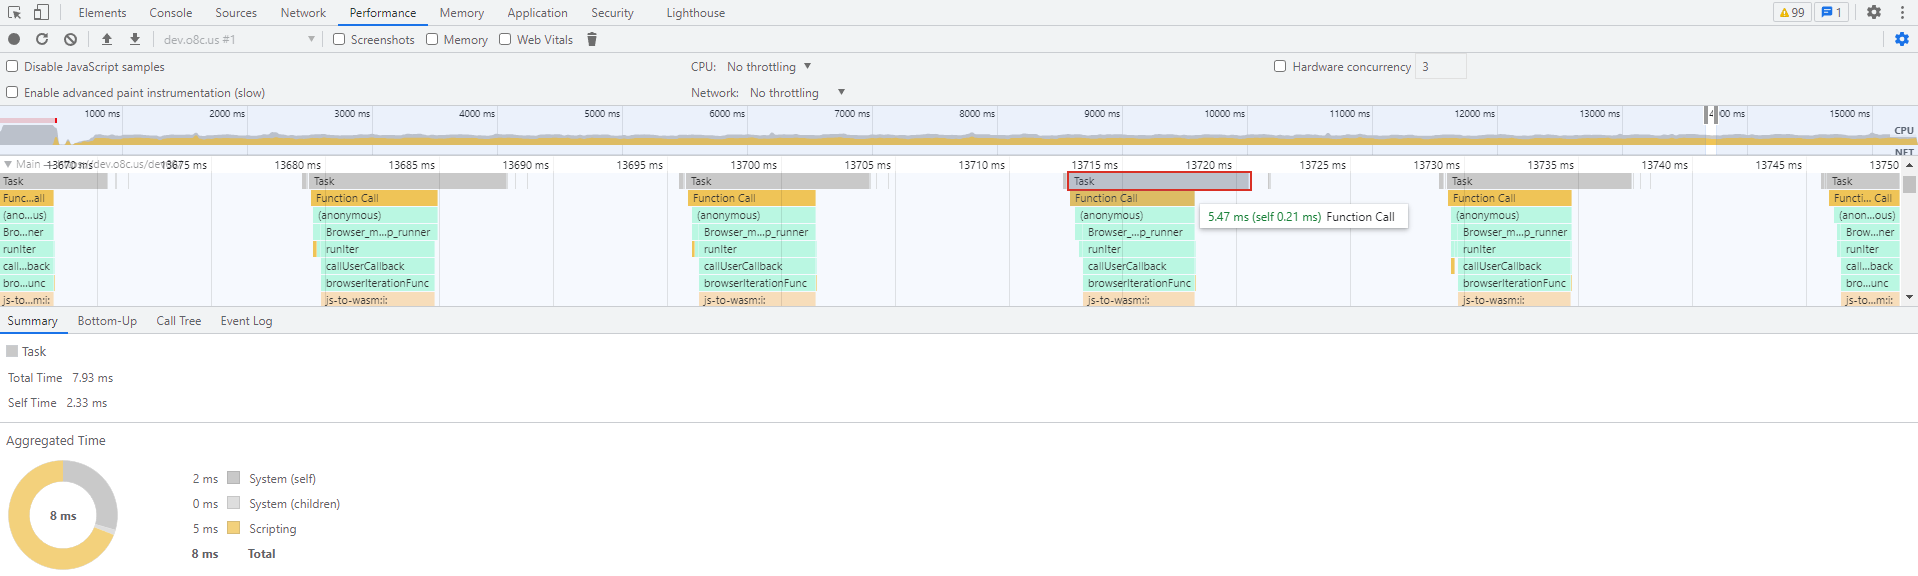 Elements Console Sources Network Performance Memory Application Security Lighthouse 99 1
dev.o8c.us #1 Screenshots Memory Web Vitals
Disable JavaScript samples CPU: No throttling Hardware concurrency 3
Enable advanced paint instrumentation (slow) Network: No throttling
1000 ms 2000 ms 3000 ms 4000 ms 5000 ms 6000 ms 7000 ms 8000 ms 9000 ms 10000 ms 11000 ms 12000 ms 13000 ms 4 00 ms 15000 ms
CPU
NET
Main 13670 ms 13675 ms 13680 ms 13685 ms 13690 ms 13695 ms 13700 ms 13705 ms 13710 ms 13715 ms 13720 ms 13725 ms 13730 ms 13735 ms 13740 ms 13745 ms 13750
Task Task Task Task Task Task
Func...all Function Call Function Call Function Call Function Call Functi... Call
(ano...us) (anonymous) (anonymous) (anonymous) (anonymous) (anon...ous)
5.47 ms (self 0.21 ms) Function Call
Bro...ner Browser_m...p_runner Browser_m...p_runner Browser_...p_runner Browser_m...p_runner Brow...ner
runIter runIter runIter runIter runIter runIter
call...back callUserCallback callUserCallback callUserCallback callUserCallback call...back
bro...unc browserIterationFunc browserIterationFunc browserIterationFunc browserIterationFunc bro...unc
js-to...m:i: js-to-wasm:i: js-to-wasm:i: js-to-wasm:i: js-to-wasm:i: js-to...m:i:
Summary Bottom-Up Call Tree Event Log
Task
Total Time 7.93 ms
Self Time 2.33 ms
Aggregated Time
8 ms
2 ms System (self)
0 ms System (children)
5 ms Scripting
8 ms Total